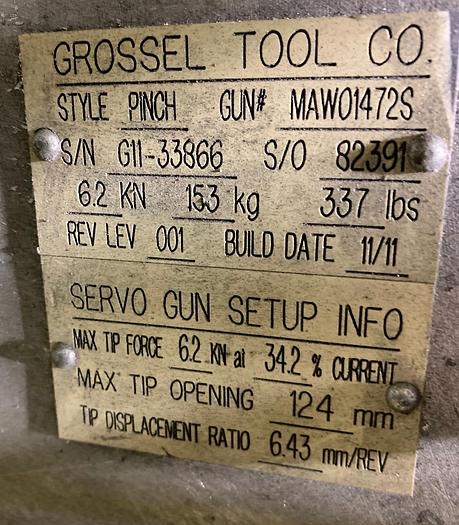 GROSSEL TOOL CO.
STYLE PINCH GUN# MAW01472S
S/N G11-33866 S/O 82391
6.2 KN 153 kg 337 lbs
REV LEV 001 BUILD DATE 11/11
SERVO GUN SETUP INFO
MAX TIP FORCE 6.2 KN at 34.2 % CURRENT
MAX TIP OPENING 124 mm
TIP DISPLACEMENT RATIO 6.43 mm/REV